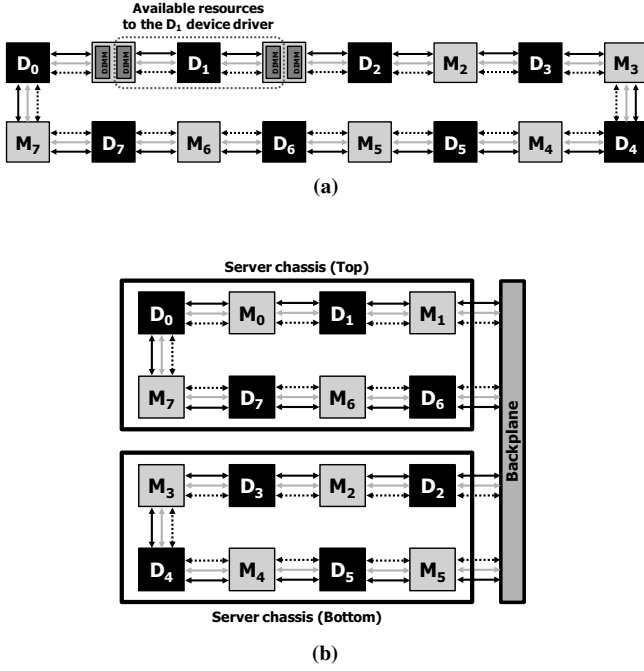 Available resources
to the D₁ device driver
D₀ DIMM DIMM D₁ DIMM DIMM D₂ M₂ D₃ M₃
M₇ D₇ M₆ D₆ M₅ D₅ M₄ D₄
(a)
Server chassis (Top)
D₀ M₀ D₁ M₁
M₇ D₇ M₆ D₆
Backplane
M₃ D₃ M₂ D₂
D₄ M₄ D₅ M₅
Server chassis (Bottom)
(b)